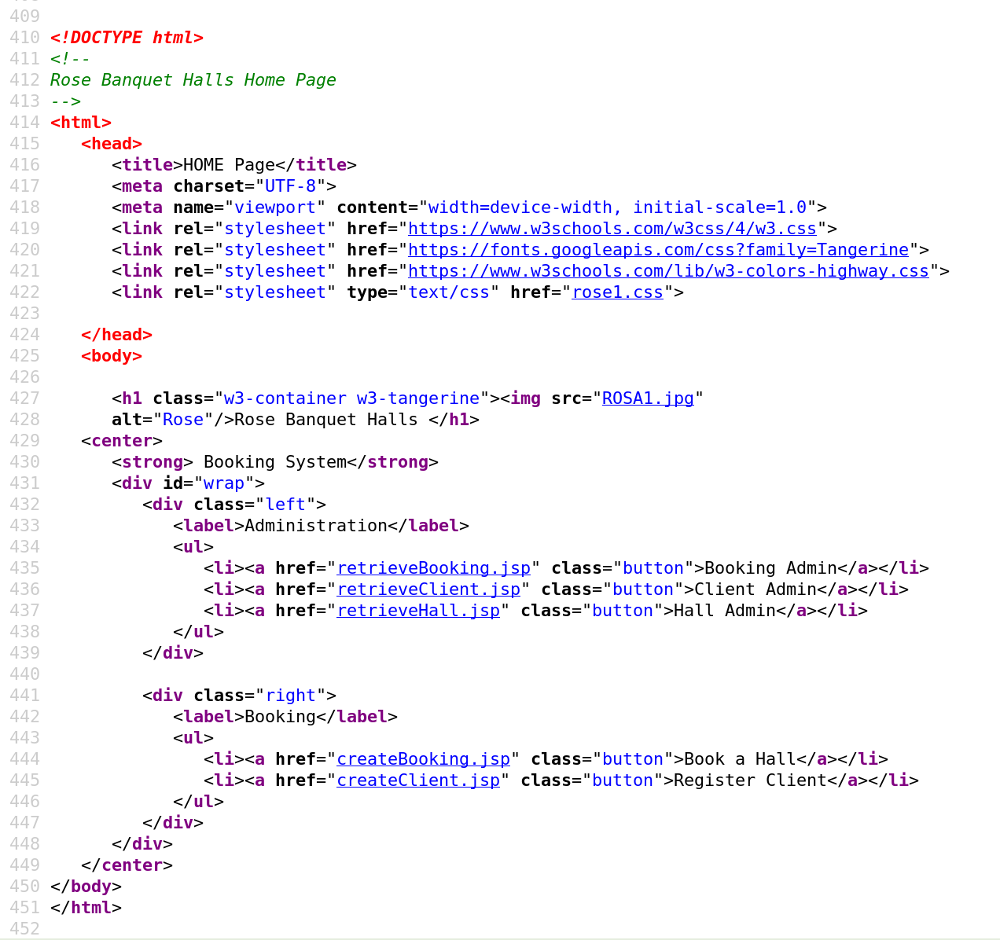 409
410 <!DOCTYPE html>
411 <!--
412 Rose Banquet Halls Home Page
413 -->
414 <html>
415    <head>
416       <title>HOME Page</title>
417       <meta charset="UTF-8">
418       <meta name="viewport" content="width=device-width, initial-scale=1.0">
419       <link rel="stylesheet" href="https://www.w3schools.com/w3css/4/w3.css">
420       <link rel="stylesheet" href="https://fonts.googleapis.com/css?family=Tangerine">
421       <link rel="stylesheet" href="https://www.w3schools.com/lib/w3-colors-highway.css">
422       <link rel="stylesheet" type="text/css" href="rose1.css">
423
424    </head>
425    <body>
426
427       <h1 class="w3-container w3-tangerine"><img src="ROSA1.jpg"
428       alt="Rose"/>Rose Banquet Halls </h1>
429    <center>
430       <strong> Booking System</strong>
431       <div id="wrap">
432          <div class="left">
433             <label>Administration</label>
434             <ul>
435                <li><a href="retrieveBooking.jsp" class="button">Booking Admin</a></li>
436                <li><a href="retrieveClient.jsp" class="button">Client Admin</a></li>
437                <li><a href="retrieveHall.jsp" class="button">Hall Admin</a></li>
438             </ul>
439          </div>
440
441          <div class="right">
442             <label>Booking</label>
443             <ul>
444                <li><a href="createBooking.jsp" class="button">Book a Hall</a></li>
445                <li><a href="createClient.jsp" class="button">Register Client</a></li>
446             </ul>
447          </div>
448       </div>
449    </center>
450 </body>
451 </html>
452